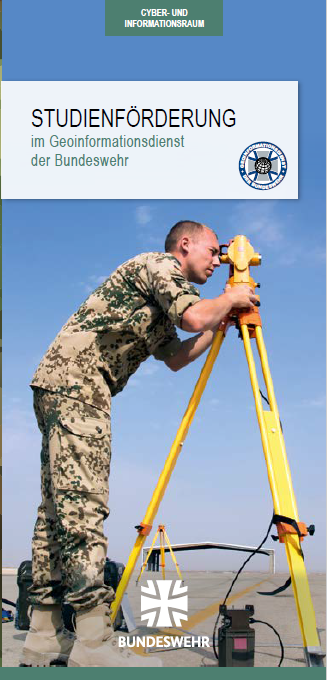 CYBER- UND
INFORMATIONSRAUM
STUDIENFÖRDERUNG
im Geoinformationsdienst
der Bundeswehr
BUNDESWEHR